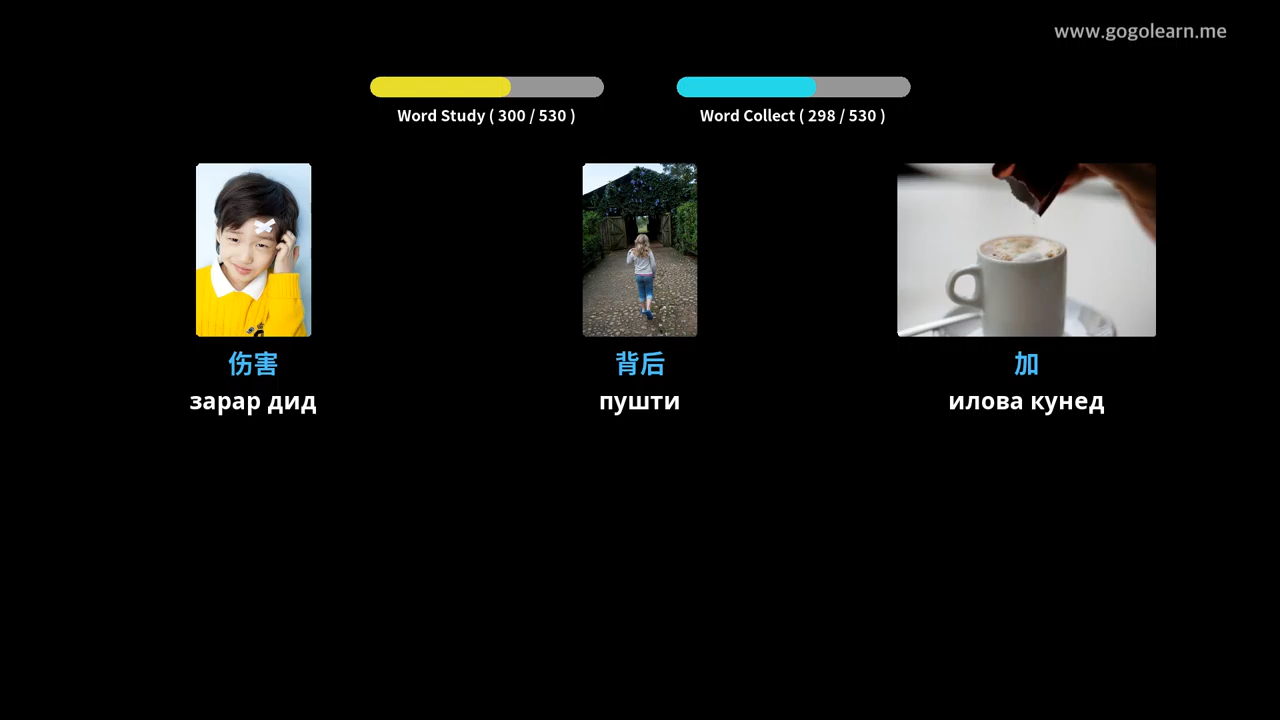 www.gogolearn.me
Word Study ( 300 / 530 )
Word Collect ( 298 / 530 )
伤害
背后
加
зарар дид
пушти
илова кунед